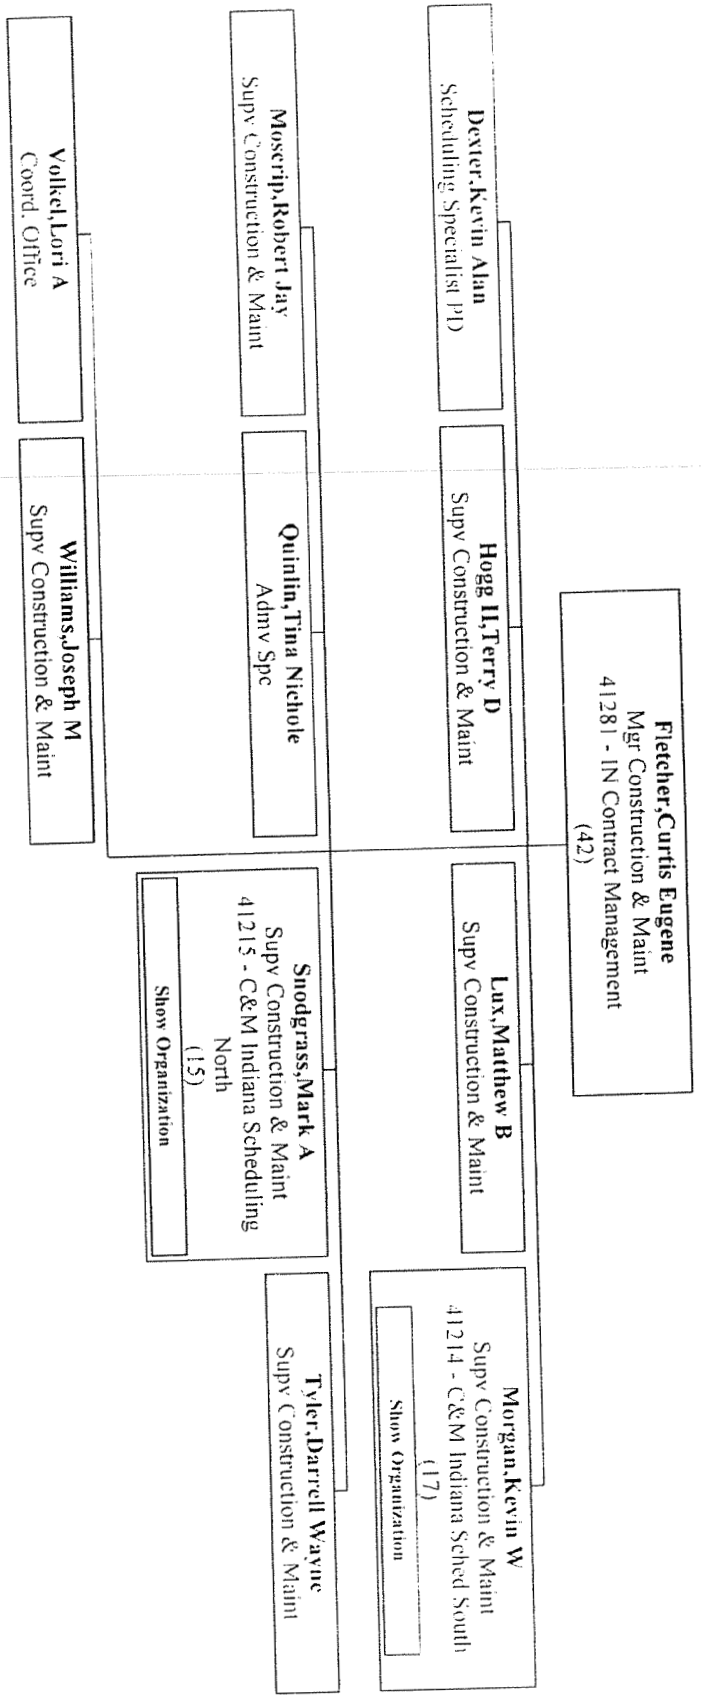 Fletcher,Curtis Eugene
Mgr Construction & Maint
41281 - IN Contract Management
(42)
Dexter,Kevin Alan
Scheduling Specialist PD
Hogg II,Terry D
Supv Construction & Maint
Lux,Matthew B
Supv Construction & Maint
Morgan,Kevin W
Supv Construction & Maint
41214 - C&M Indiana Sched South
(17)
Show Organization
Moscrip,Robert Jay
Supv Construction & Maint
Quinlin,Tina Nichole
Admv Spc
Snodgrass,Mark A
Supv Construction & Maint
41215 - C&M Indiana Scheduling
North
(15)
Show Organization
Tyler,Darrell Wayne
Supv Construction & Maint
Volkel,Lori A
Coord. Office
Williams,Joseph M
Supv Construction & Maint